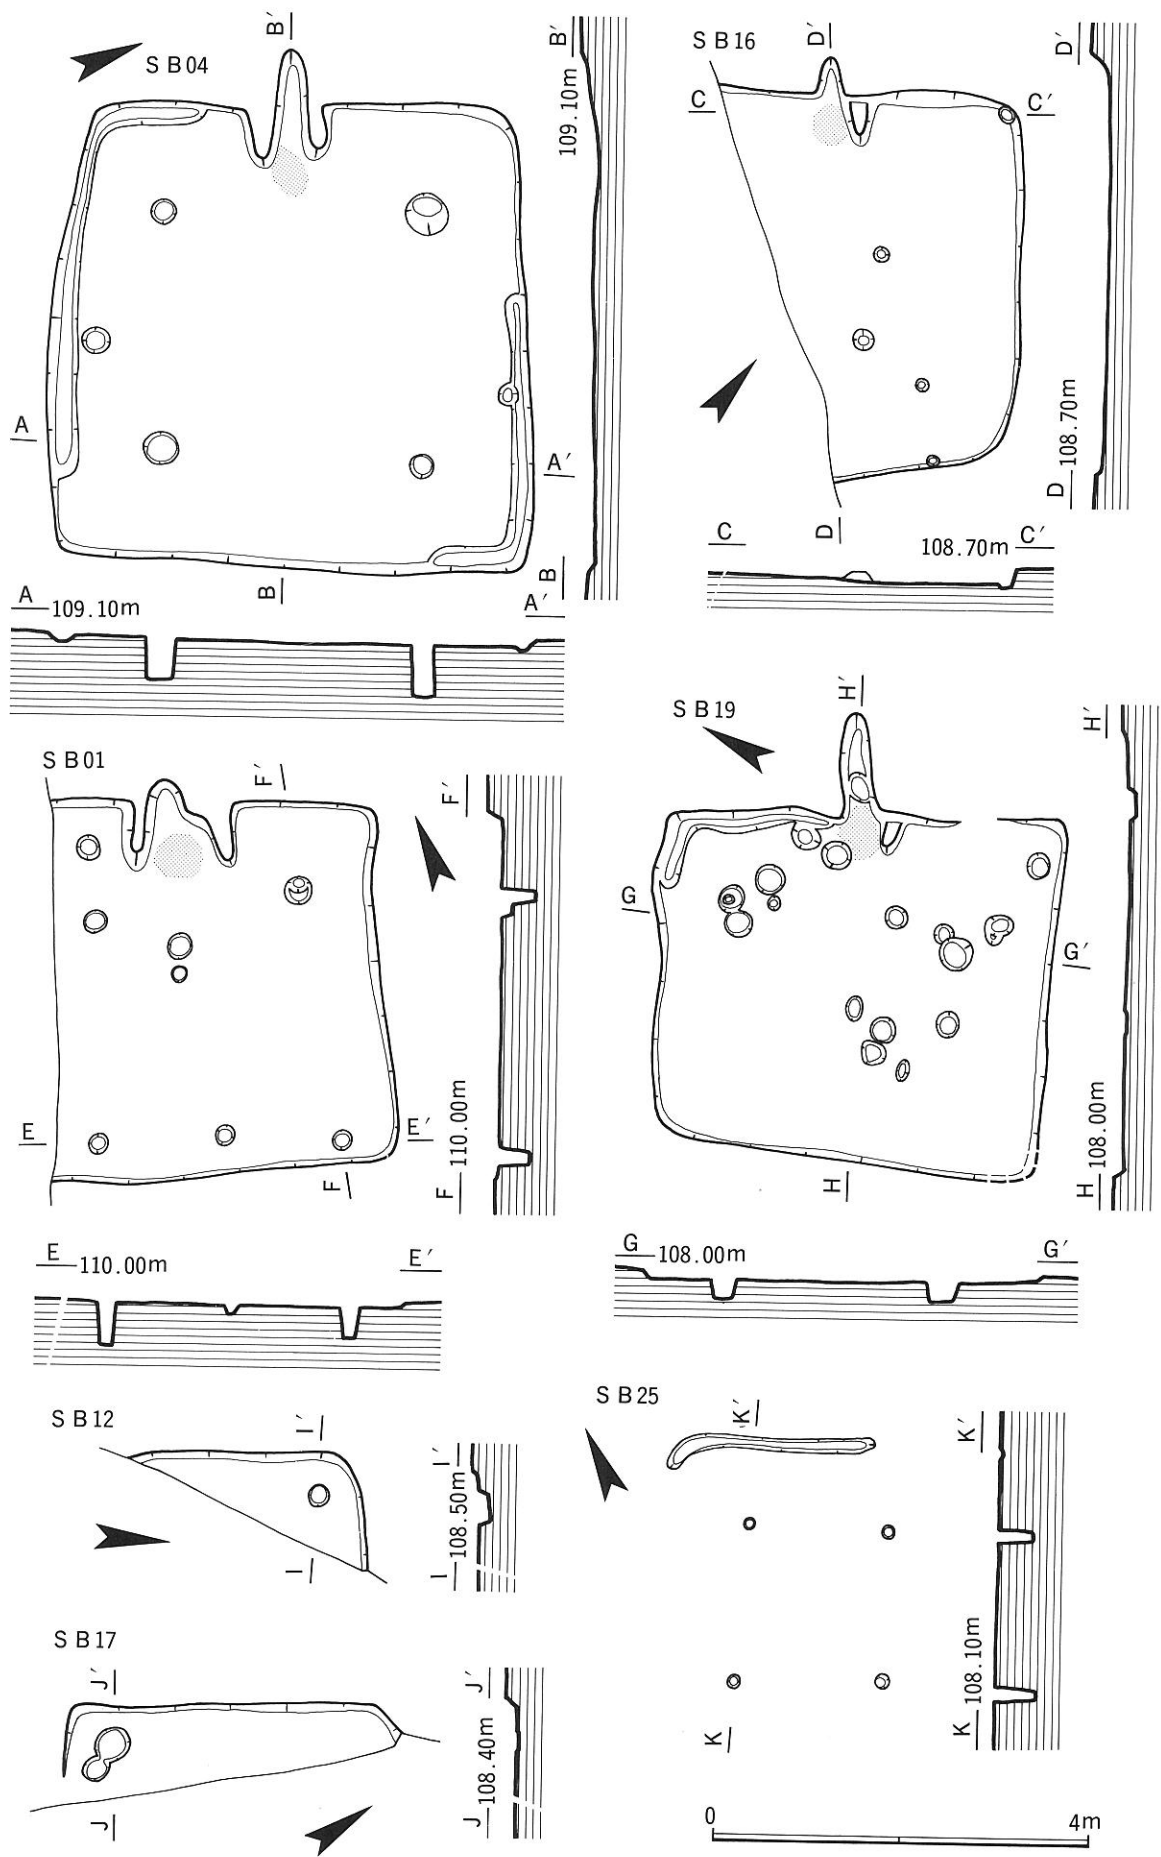 S B 04
B′
B′
109.10m
A
A′
B
B
A
109.10m
A′
S B 16
D′
D′
C
C′
D
D
108.70m
C
108.70m
C′
S B 01
F′
F′
E
E′
F
F
110.00m
E
110.00m
E′
S B 19
H′
H′
G
G′
H
H
108.00m
G
108.00m
G′
S B 12
I′
I′
I
I
108.50m
S B 25
K′
K′
K
K
108.10m
S B 17
J′
J′
J
J
108.40m
0
4m